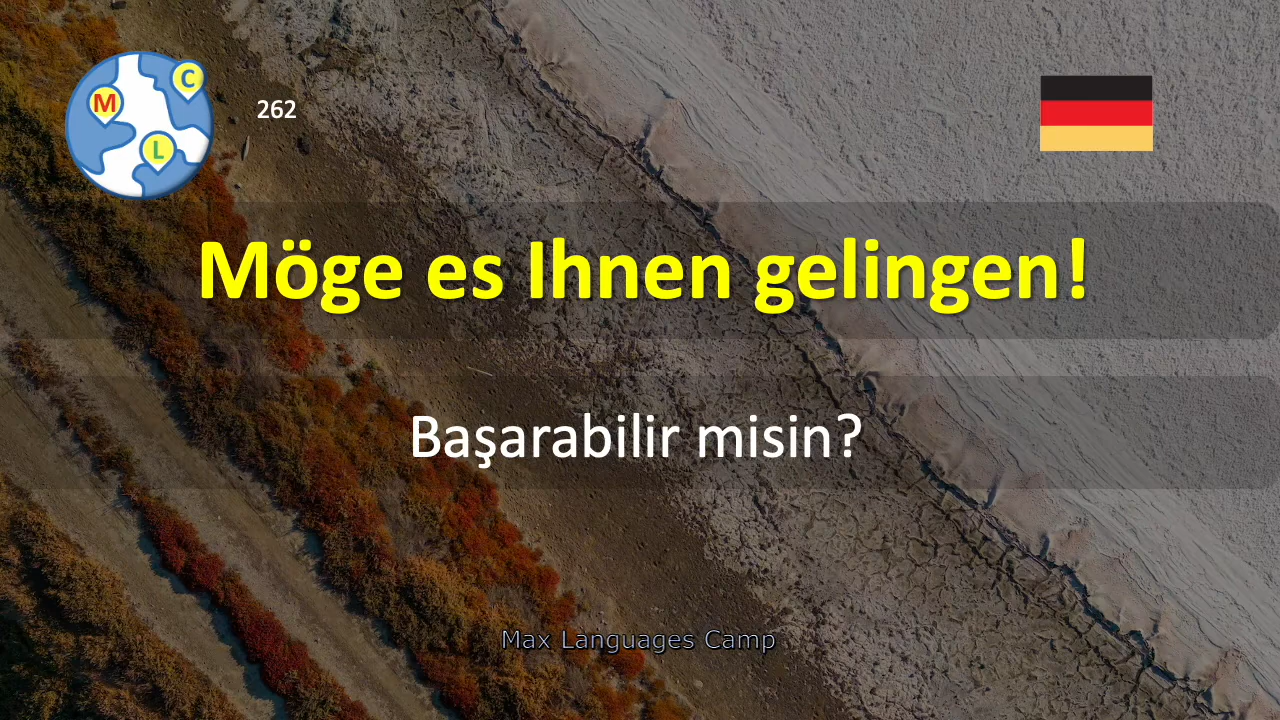 M
C
L
262
Möge es Ihnen gelingen!
Başarabilir misin?
Max Languages Camp